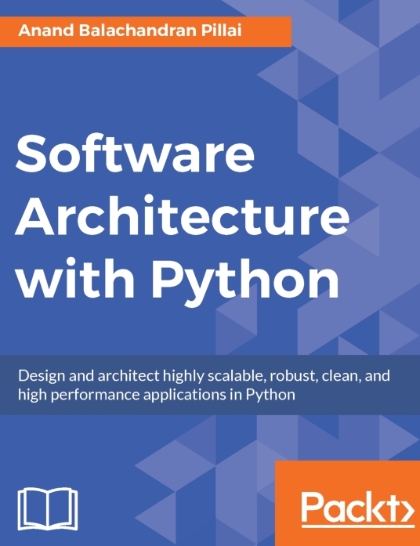 Anand Balachandran Pillai
Software
Architecture
with Python
Design and architect highly scalable, robust, clean, and
high performance applications in Python
Packt>